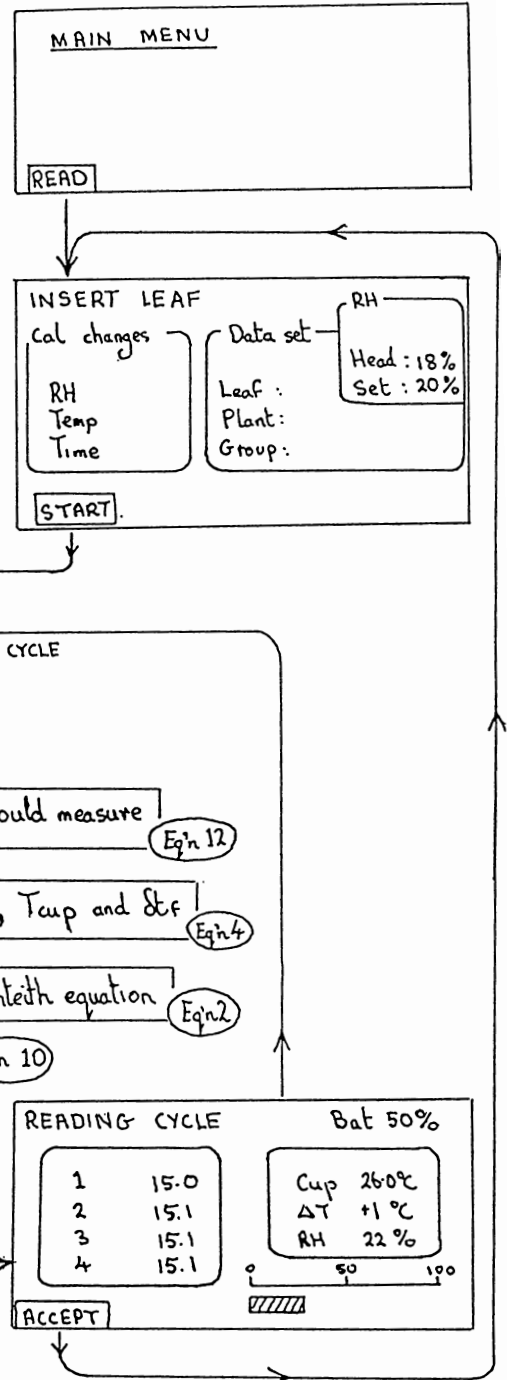 MAIN MENU
READ
INSERT LEAF
Cal changes
RH
Temp
Time
Data set
Leaf :
Plant:
Group:
RH
Head : 18%
Set : 20%
START.
CYCLE
ould measure
Eq'n 12
, Tcup and δtf
Eq'n 4
nteith equation
Eq'n 2
n 10
READING CYCLE Bat 50%
1 15.0
2 15.1
3 15.1
4 15.1
Cup 26.0°C
ΔT +1 °C
RH 22 %
0 50 100
ACCEPT